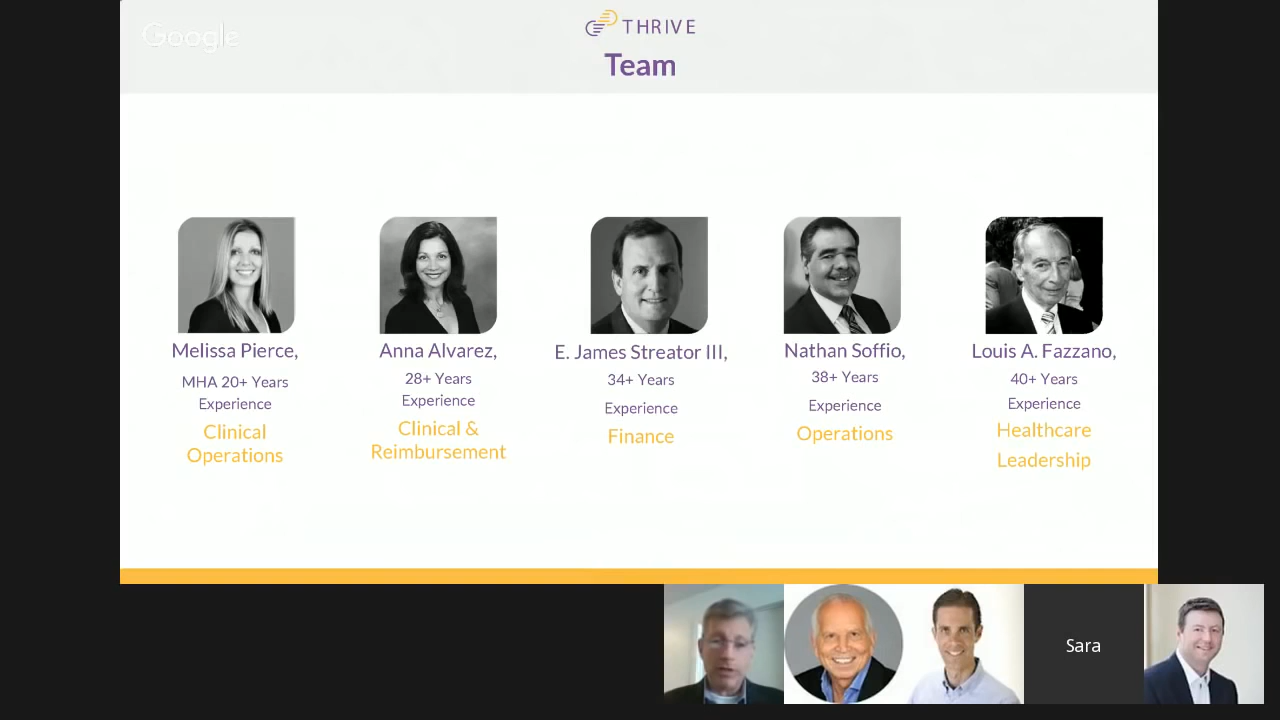 Google
THRIVE
Team
Melissa Pierce,
MHA 20+ Years
Experience
Clinical
Operations
Anna Alvarez,
28+ Years
Experience
Clinical &
Reimbursement
E. James Streator III,
34+ Years
Experience
Finance
Nathan Soffio,
38+ Years
Experience
Operations
Louis A. Fazzano,
40+ Years
Experience
Healthcare
Leadership
Sara